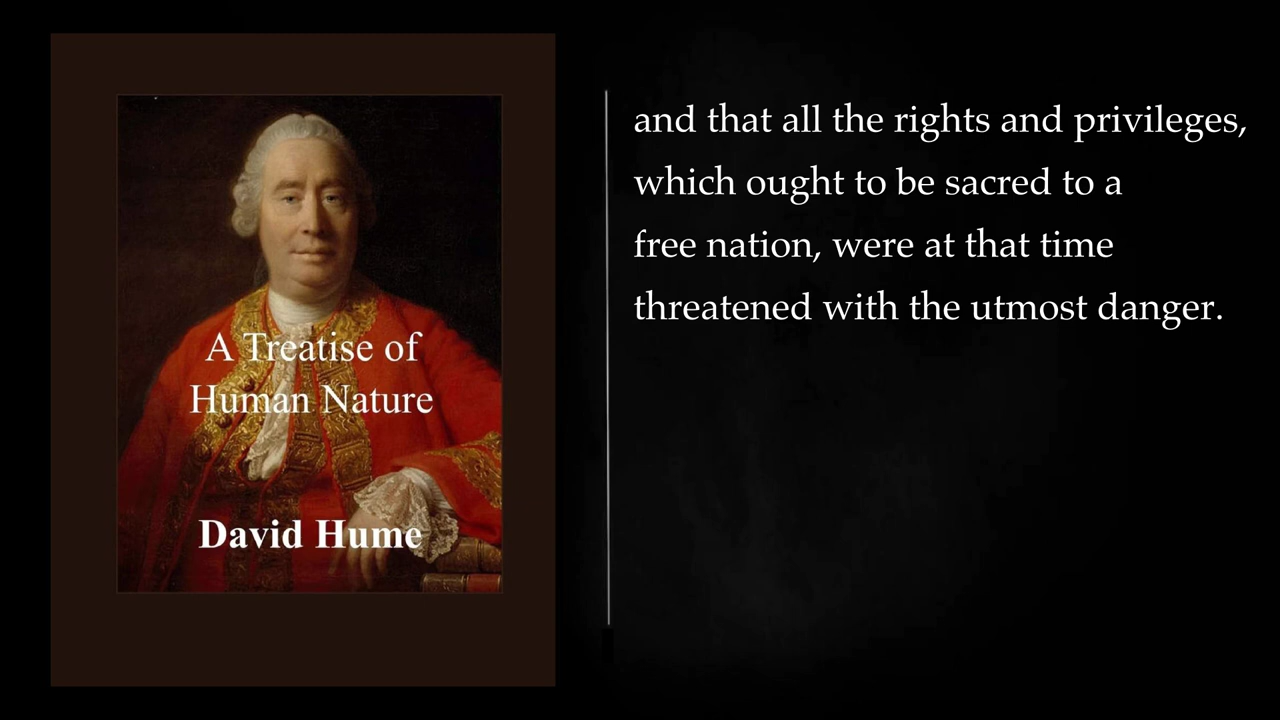 A Treatise of
Human Nature
David Hume
and that all the rights and privileges,
which ought to be sacred to a
free nation, were at that time
threatened with the utmost danger.